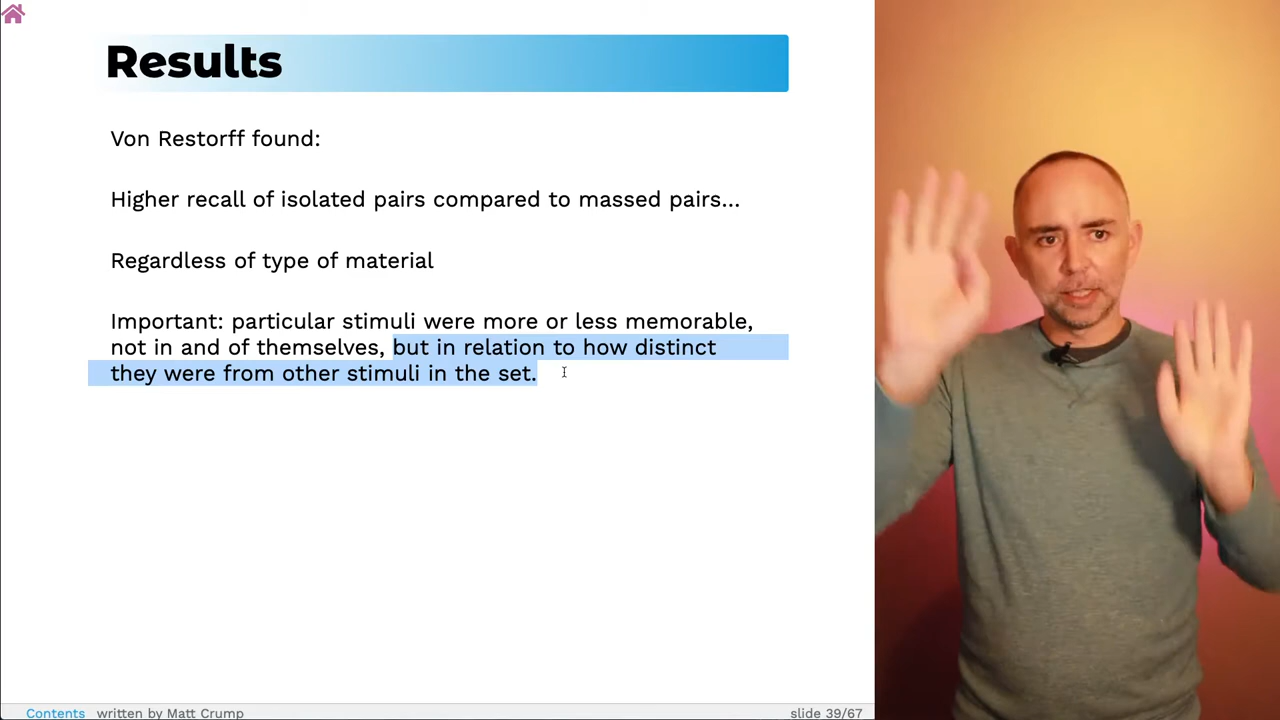 Results
Von Restorff found:
Higher recall of isolated pairs compared to massed pairs...
Regardless of type of material
Important: particular stimuli were more or less memorable,
not in and of themselves, but in relation to how distinct
they were from other stimuli in the set.
Contents written by Matt Crump
slide 39/67